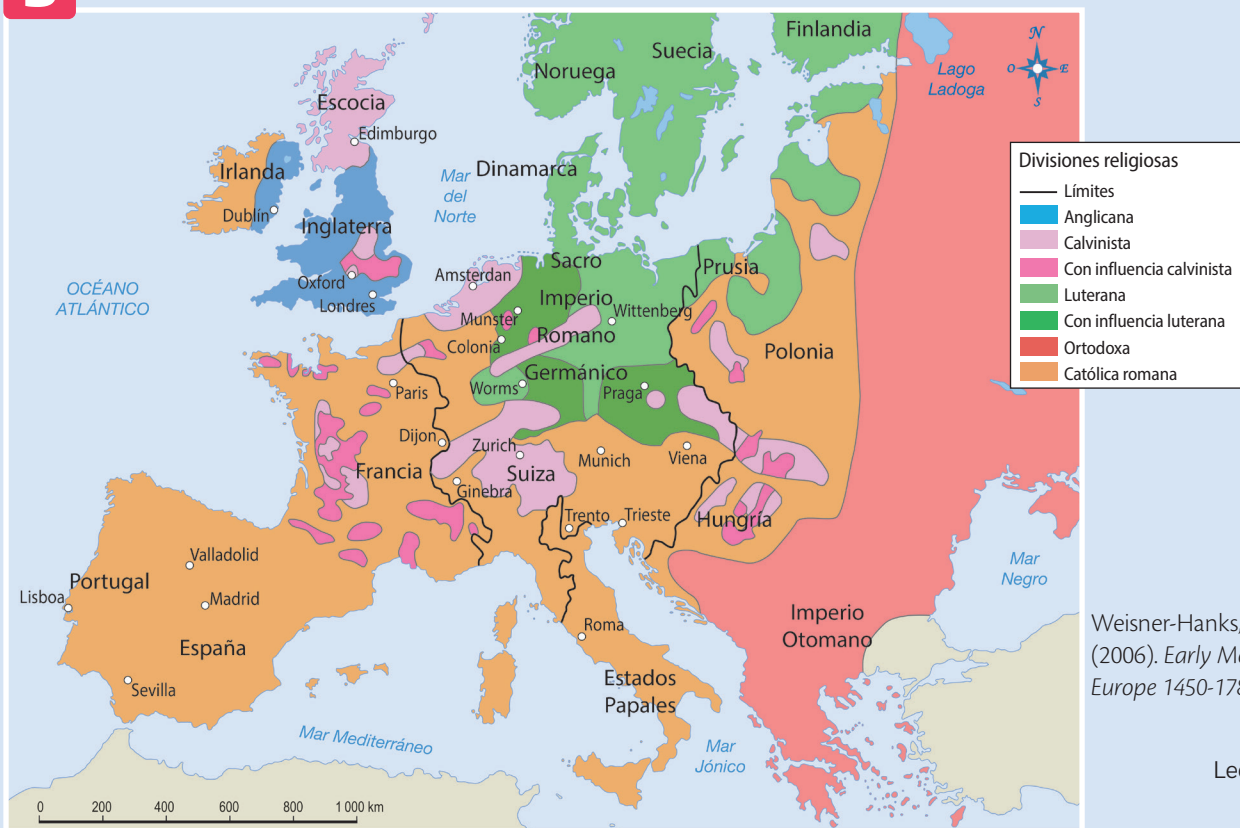 B
Finlandia
Suecia
Noruega
Lago
Ladoga
N
O
E
S
Escocia
Edimburgo
Irlanda
Dublín
Mar
del
Norte
Dinamarca
Inglaterra
Oxford
Londres
OCÉANO
ATLÁNTICO
Amsterdan
Sacro
Imperio
Romano
Germánico
Prusia
Munster
Wittenberg
Colonia
Polonia
Worms
Praga
Paris
Dijon
Zurich
Suiza
Munich
Viena
Francia
Ginebra
Trento
Trieste
Hungría
Valladolid
Portugal
Lisboa
Madrid
España
Sevilla
Roma
Estados
Papales
Imperio
Otomano
Mar
Negro
Mar Mediterráneo
Mar
Jónico
0 200 400 600 800 1 000 km
Divisiones religiosas
Límites
Anglicana
Calvinista
Con influencia calvinista
Luterana
Con influencia luterana
Ortodoxa
Católica romana
Weisner-Hanks,
(2006). Early Mo
Europe 1450-178
Lec